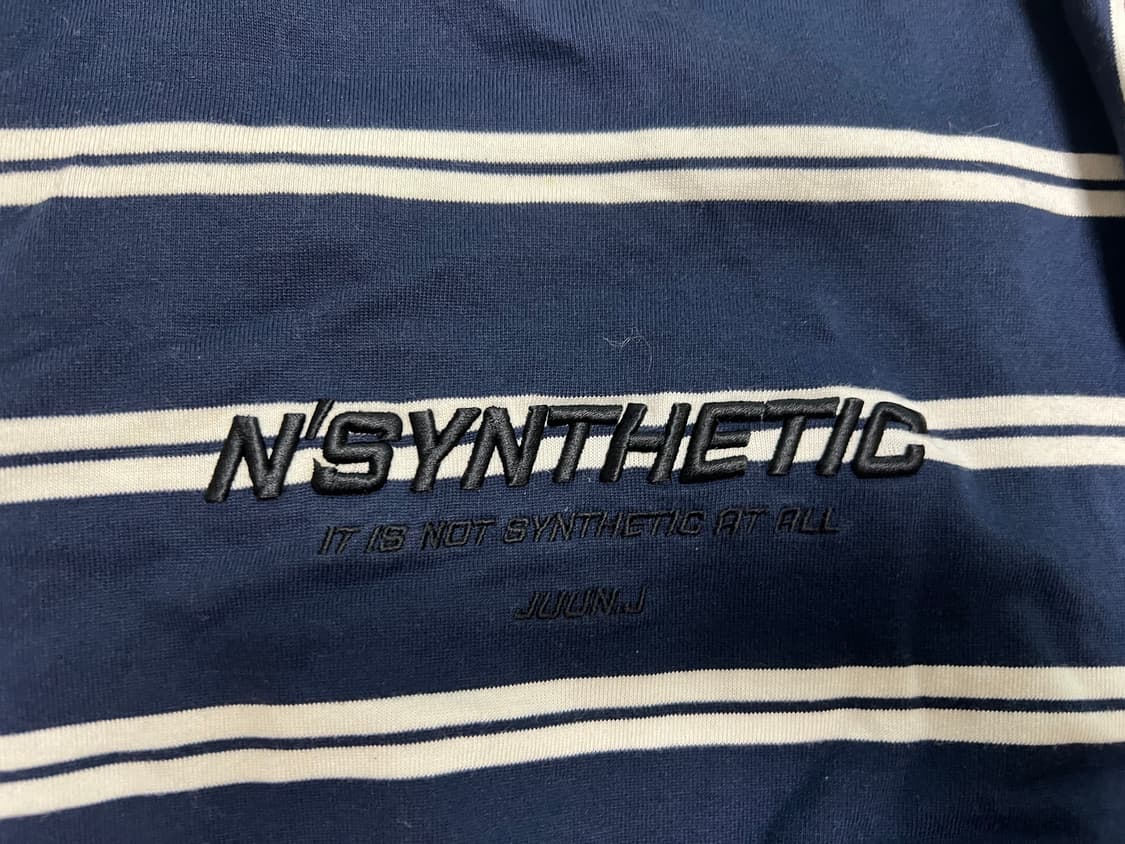 N'SYNTHETIC
IT IS NOT SYNTHETIC AT ALL
JUUN.J